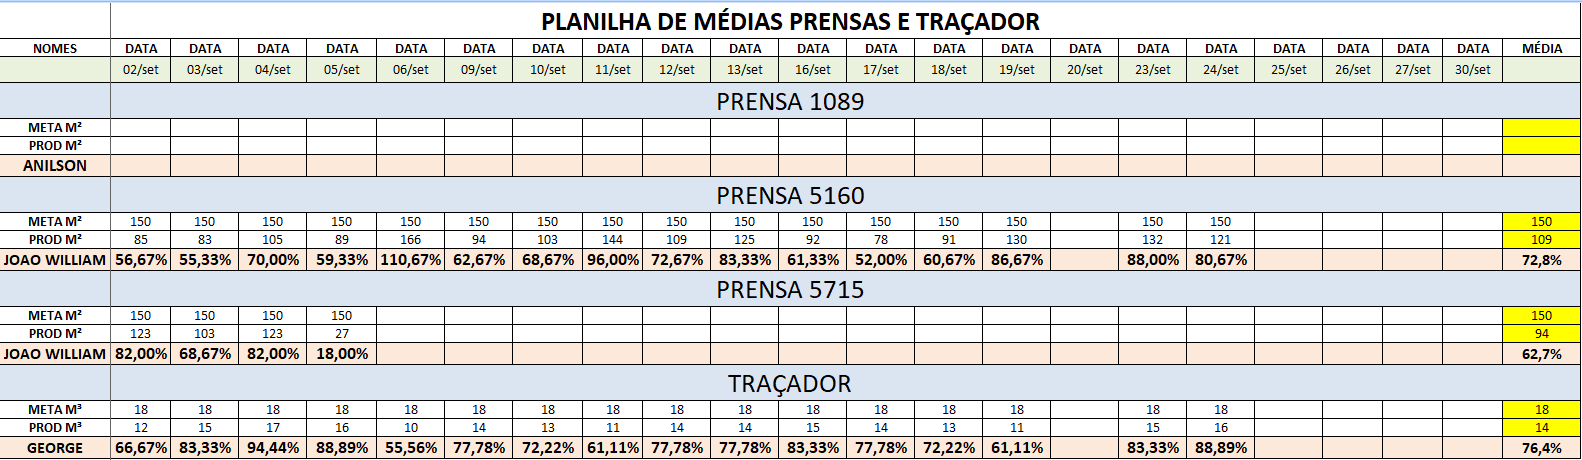 PLANILHA DE MÉDIAS PRENSAS E TRAÇADOR
NOMES DATA DATA DATA DATA DATA DATA DATA DATA DATA DATA DATA DATA DATA DATA DATA DATA DATA DATA DATA DATA DATA MÉDIA
02/set 03/set 04/set 05/set 06/set 09/set 10/set 11/set 12/set 13/set 16/set 17/set 18/set 19/set 20/set 23/set 24/set 25/set 26/set 27/set 30/set
PRENSA 1089
META M²
PROD M²
ANILSON
PRENSA 5160
META M² 150 150 150 150 150 150 150 150 150 150 150 150 150 150 150 150 150
PROD M² 85 83 105 89 166 94 103 144 109 125 92 78 91 130 132 121 109
JOAO WILLIAM 56,67% 55,33% 70,00% 59,33% 110,67% 62,67% 68,67% 96,00% 72,67% 83,33% 61,33% 52,00% 60,67% 86,67% 88,00% 80,67% 72,8%
PRENSA 5715
META M² 150 150 150 150 150
PROD M² 123 103 123 27 94
JOAO WILLIAM 82,00% 68,67% 82,00% 18,00% 62,7%
TRAÇADOR
META M³ 18 18 18 18 18 18 18 18 18 18 18 18 18 18 18 18 18
PROD M³ 12 15 17 16 10 14 13 11 14 14 15 14 13 11 15 16 14
GEORGE 66,67% 83,33% 94,44% 88,89% 55,56% 77,78% 72,22% 61,11% 77,78% 77,78% 83,33% 77,78% 72,22% 61,11% 83,33% 88,89% 76,4%